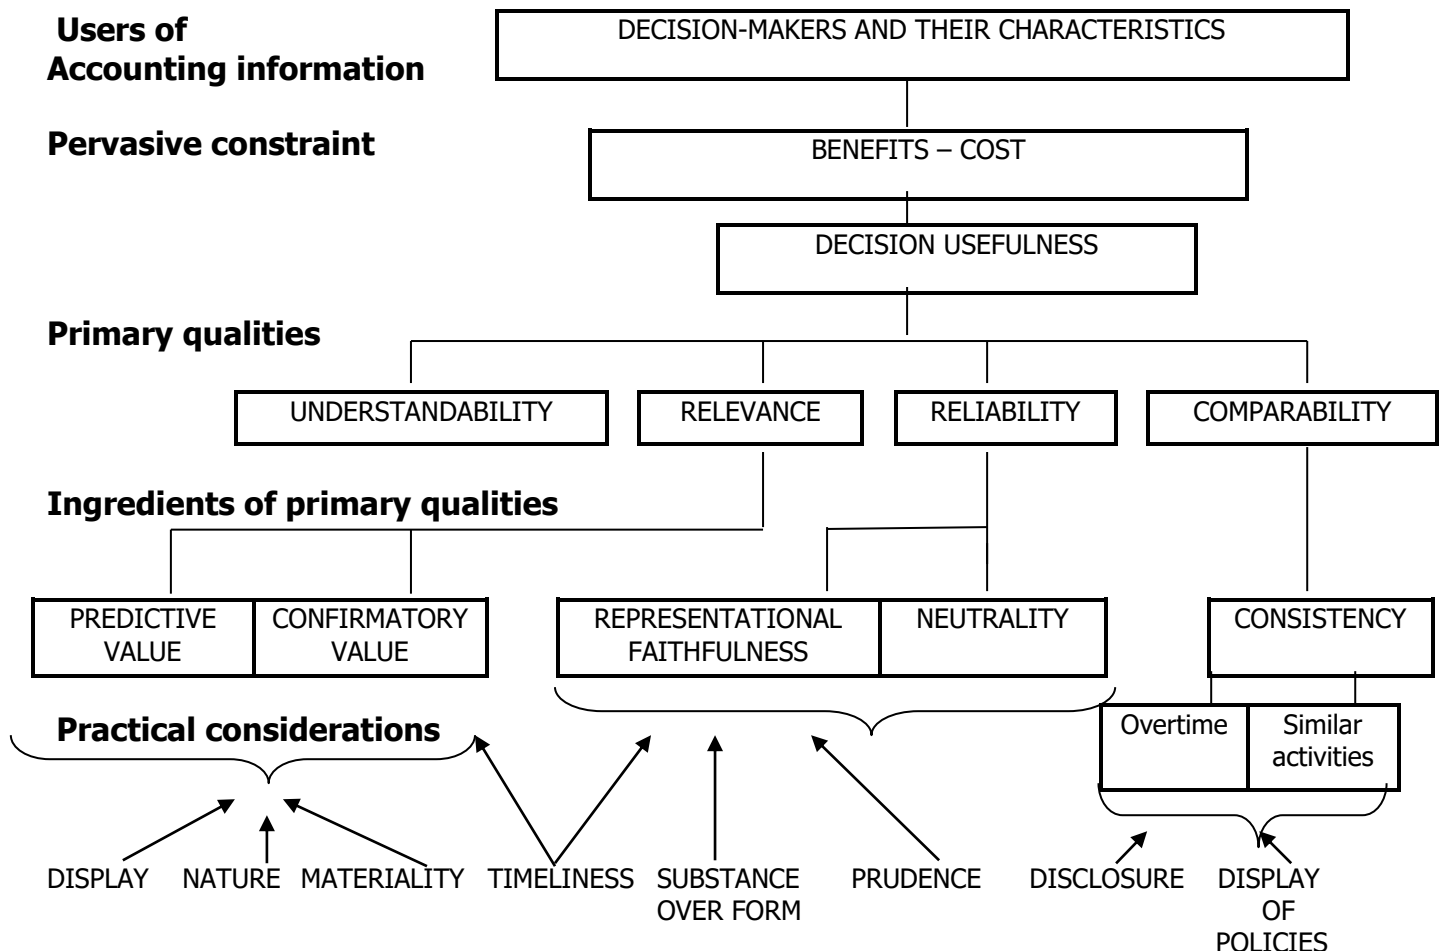 Users of
Accounting information
DECISION-MAKERS AND THEIR CHARACTERISTICS
Pervasive constraint
BENEFITS – COST
DECISION USEFULNESS
Primary qualities
UNDERSTANDABILITY
RELEVANCE
RELIABILITY
COMPARABILITY
Ingredients of primary qualities
PREDICTIVE
VALUE
CONFIRMATORY
VALUE
REPRESENTATIONAL
FAITHFULNESS
NEUTRALITY
CONSISTENCY
Practical considerations
Overtime
Similar
activities
DISPLAY
NATURE
MATERIALITY
TIMELINESS
SUBSTANCE
OVER FORM
PRUDENCE
DISCLOSURE
DISPLAY
OF
POLICIES